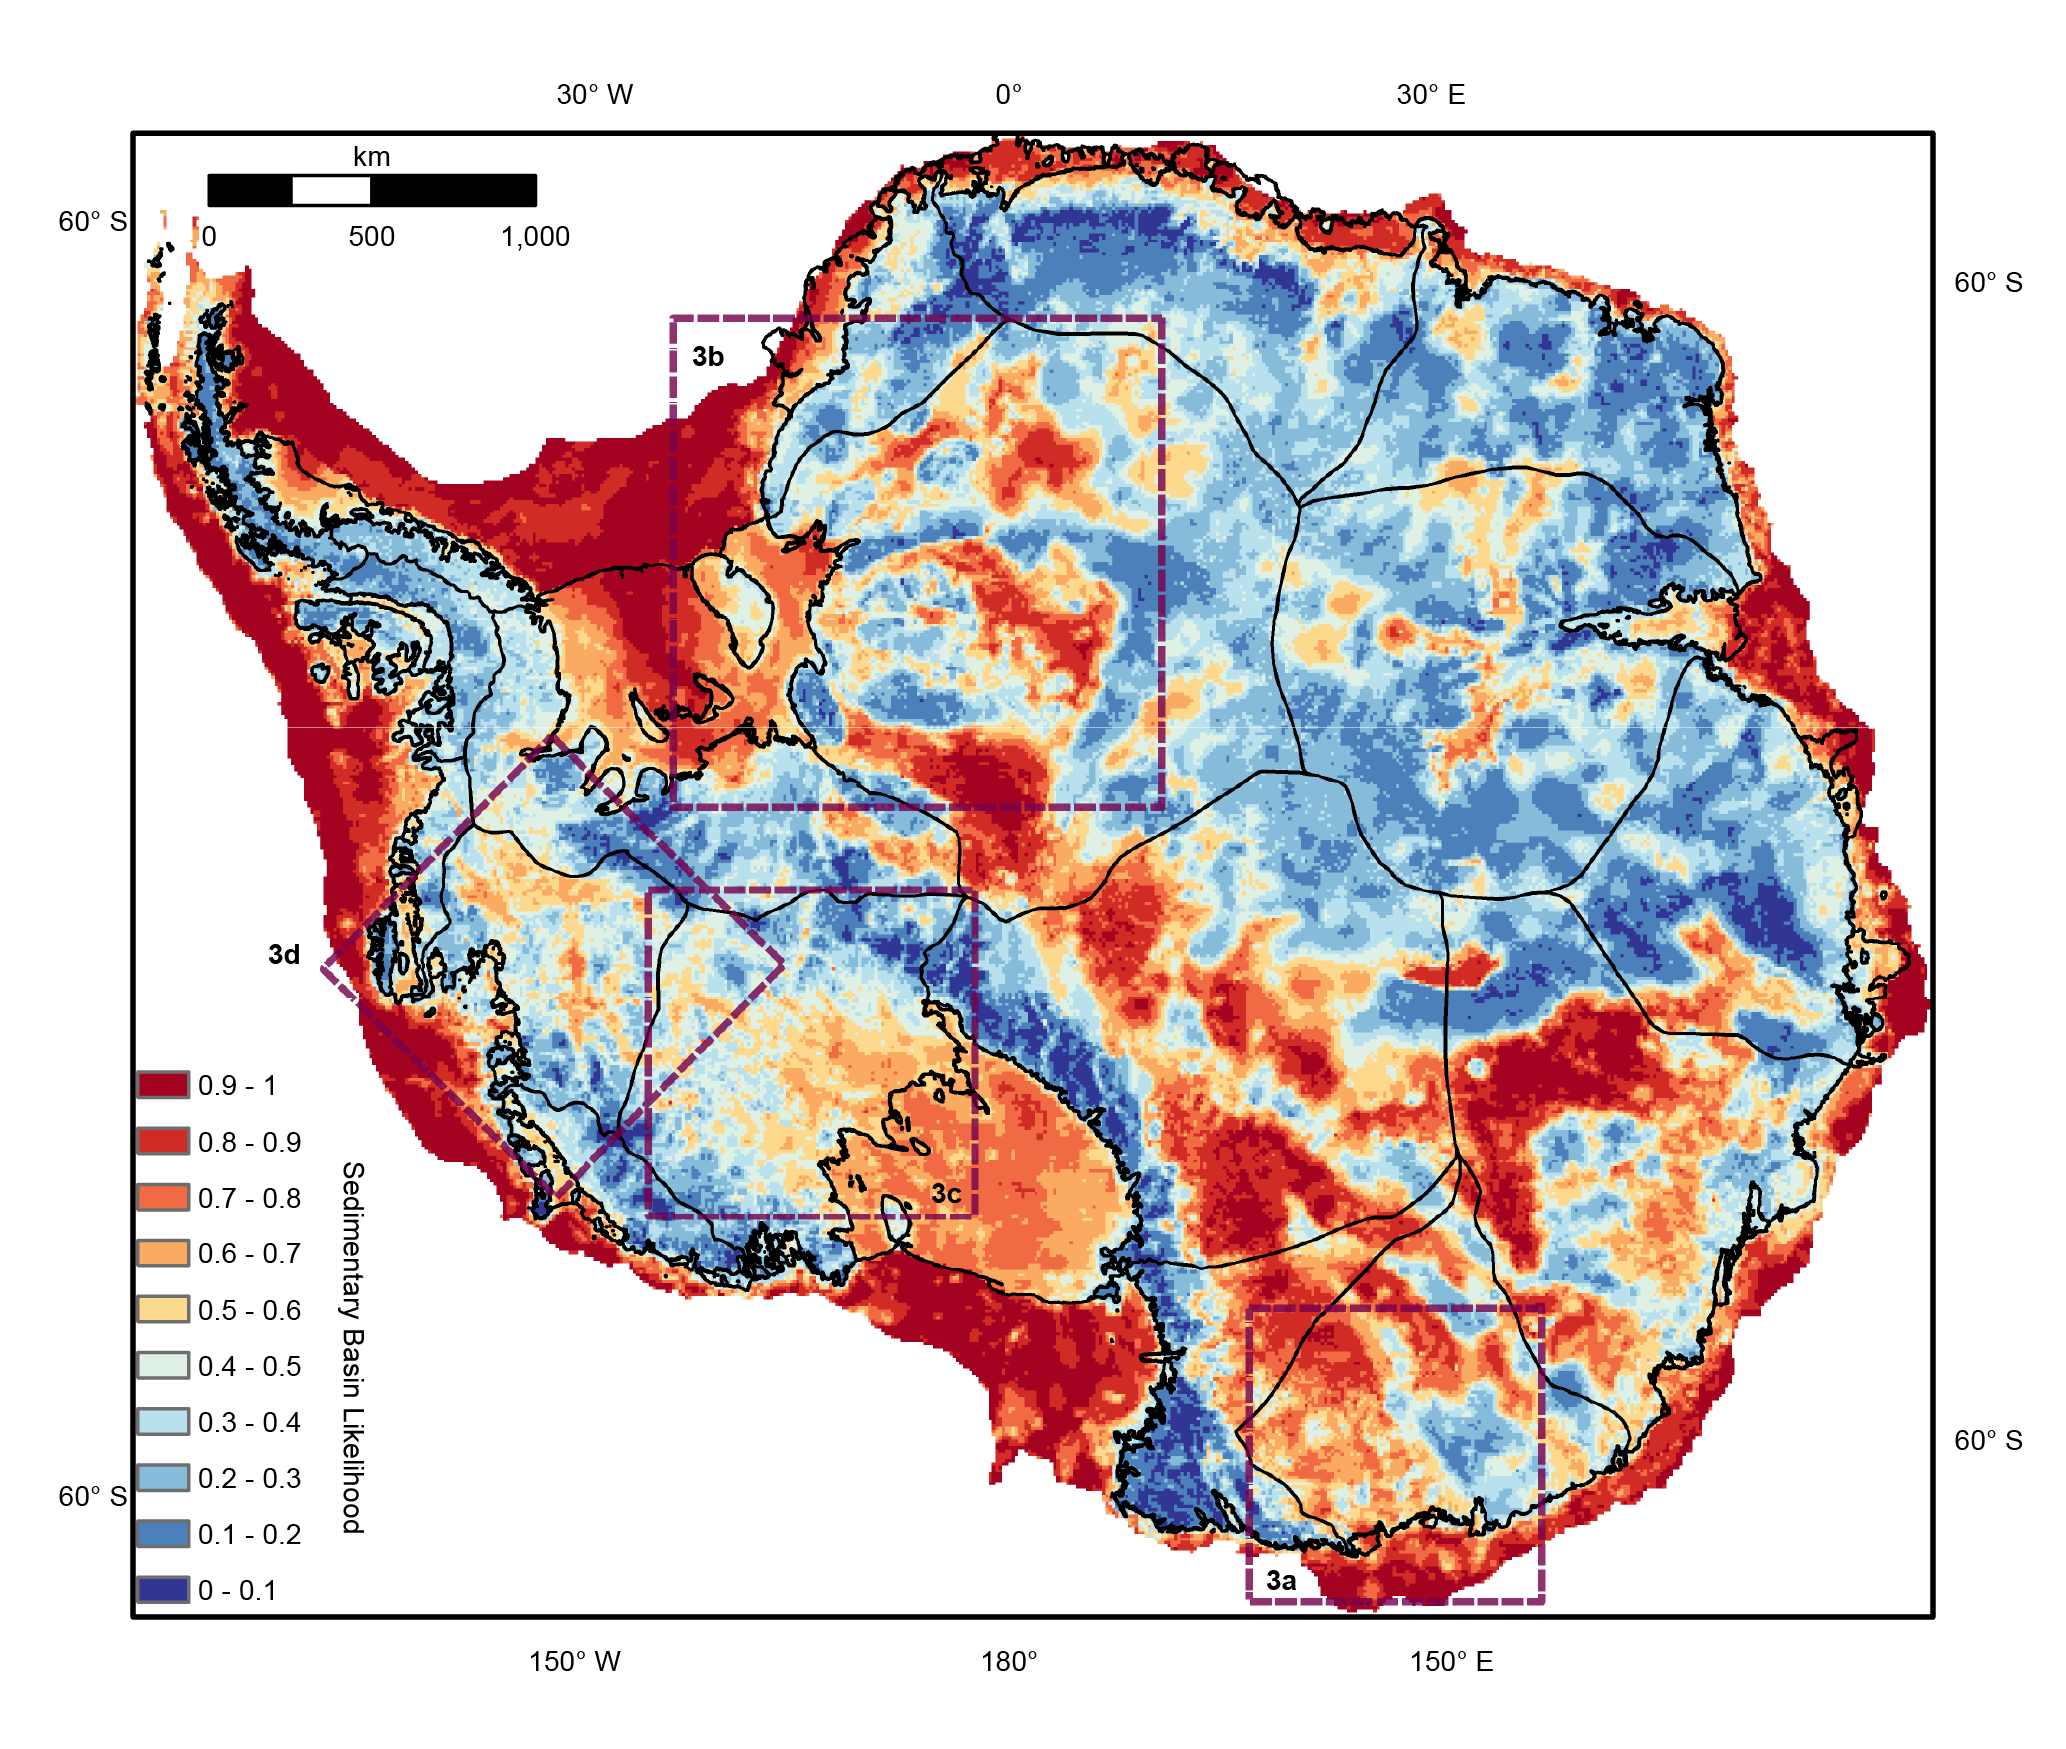 30° W 0° 30° E
km
0 500 1,000
60° S
60° S
3b
3d
3c
3a
0.9 - 1
0.8 - 0.9
0.7 - 0.8
0.6 - 0.7
0.5 - 0.6
0.4 - 0.5
0.3 - 0.4
0.2 - 0.3
0.1 - 0.2
0 - 0.1
Sedimentary Basin Likelihood
60° S
60° S
150° W 180° 150° E